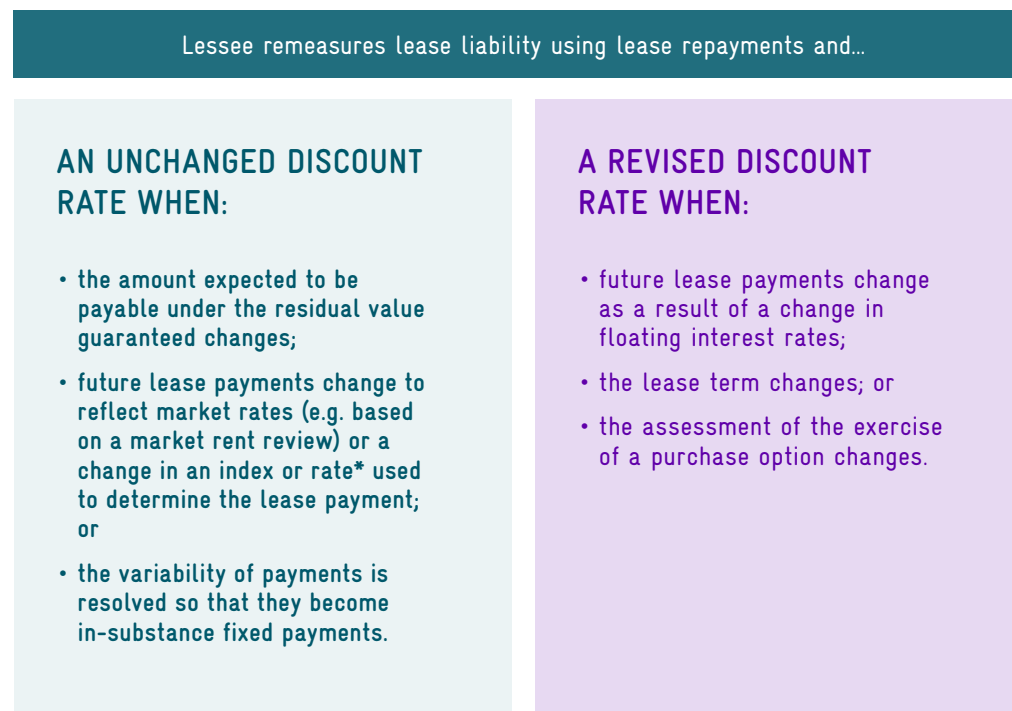 Lessee remeasures lease liability using lease repayments and…
AN UNCHANGED DISCOUNT
RATE WHEN:
• the amount expected to be
payable under the residual value
guaranteed changes;
• future lease payments change to
reflect market rates (e.g. based
on a market rent review) or a
change in an index or rate* used
to determine the lease payment;
or
• the variability of payments is
resolved so that they become
in-substance fixed payments.
A REVISED DISCOUNT
RATE WHEN:
• future lease payments change
as a result of a change in
floating interest rates;
• the lease term changes; or
• the assessment of the exercise
of a purchase option changes.